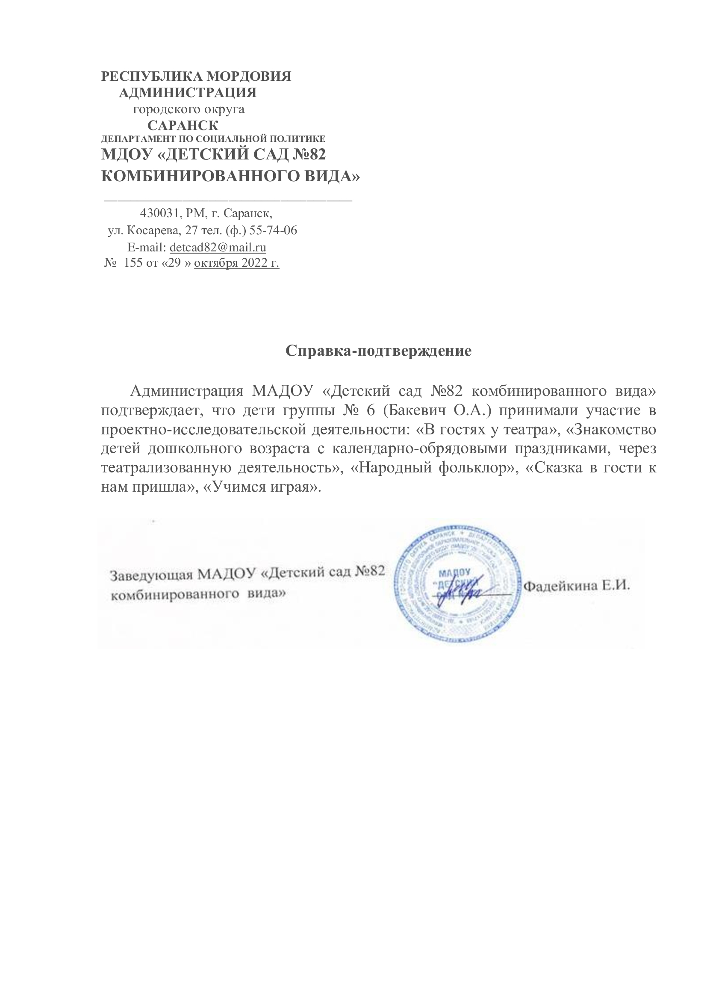 РЕСПУБЛИКА МОРДОВИЯ
АДМИНИСТРАЦИЯ
городского округа
САРАНСК
ДЕПАРТАМЕНТ ПО СОЦИАЛЬНОЙ ПОЛИТИКЕ
МДОУ «ДЕТСКИЙ САД №82
КОМБИНИРОВАННОГО ВИДА»
430031, РМ, г. Саранск,
ул. Косарева, 27 тел. (ф.) 55-74-06
E-mail: detcad82@mail.ru
№ 155 от «29 » октября 2022 г.
Справка-подтверждение
Администрация МАДОУ «Детский сад №82 комбинированного вида»
подтверждает, что дети группы № 6 (Бакевич О.А.) принимали участие в
проектно-исследовательской деятельности: «В гостях у театра», «Знакомство
детей дошкольного возраста с календарно-обрядовыми праздниками, через
театрализованную деятельность», «Народный фольклор», «Сказка в гости к
нам пришла», «Учимся играя».
Заведующая МАДОУ «Детский сад №82
комбинированного вида»
МАДОУ
"ДЕТСКИЙ
САД
Фадейкина Е.И.